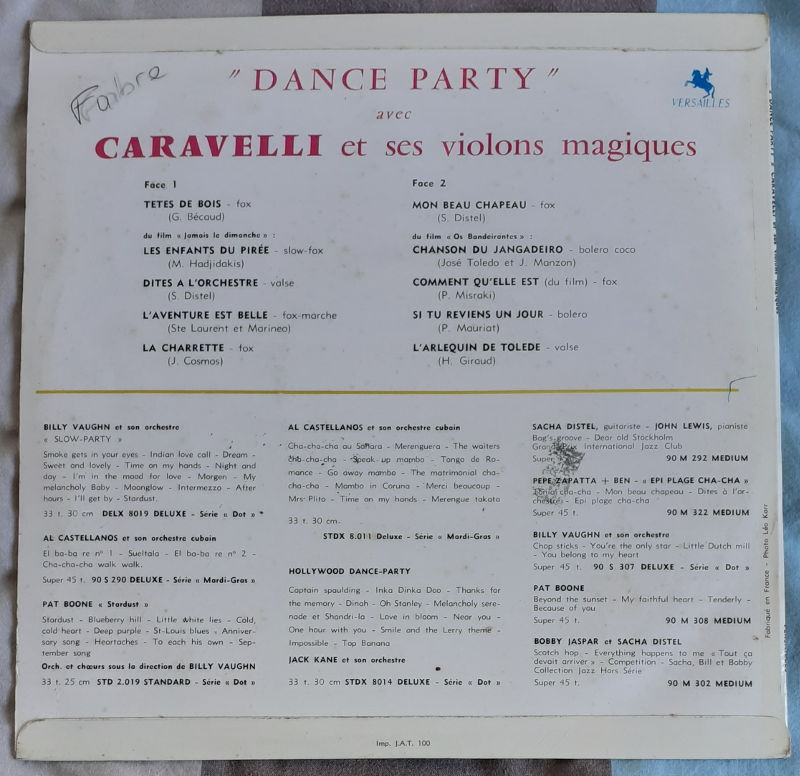 Fabre
" DANCE PARTY "
VERSAILLES
avec
CARAVELLI et ses violons magiques
Face 1
TETES DE BOIS - fox
(G. Bécaud)
du film « Jamais le dimanche » :
LES ENFANTS DU PIRÉE - slow-fox
(M. Hadjidakis)
DITES A L'ORCHESTRE - valse
(S. Distel)
L'AVENTURE EST BELLE - fox-marche
(Ste Laurent et Marineo)
LA CHARRETTE - fox
(J. Cosmos)
Face 2
MON BEAU CHAPEAU - fox
(S. Distel)
du film « Os Bandeirantes » :
CHANSON DU JANGADEIRO - bolero coco
(José Toledo et J. Manzon)
COMMENT QU'ELLE EST (du film) - fox
(P. Misraki)
SI TU REVIENS UN JOUR - bolero
(P. Mauriat)
L'ARLEQUIN DE TOLEDE - valse
(H. Giraud)
BILLY VAUGHN et son orchestre
« SLOW-PARTY »
Smoke gets in your eyes - Indian love call - Dream -
Sweet and lovely - Time on my hands - Night and
day - I'm in the mood for love - Morgen - My
melancholy Baby - Moonglow - Intermezzo - After
hours - I'll get by - Stardust.
33 t. 30 cm DELX 8019 DELUXE - Série « Dot »
AL CASTELLANOS et son orchestre cubain
El ba-ba re n° 1 - Sueltalo - El ba-ba re n° 2 -
Cha-cha-cha walk walk.
Super 45 t. 90 S 290 DELUXE - Série « Mardi-Gras »
PAT BOONE « Stardust »
Stardust - Blueberry hill - Little white lies - Cold,
cold heart - Deep purple - St-Louis blues - Anniver-
sary song - Heartaches - To each his own - Sep-
tember song
Orch. et chœurs sous la direction de BILLY VAUGHN
33 t. 25 cm STD 2.019 STANDARD - Série « Dot »
AL CASTELLANOS et son orchestre cubain
Cha-cha-cha au Sahara - Merenguera - The waiters
cha-cha-cha - Speak up mambo - Tango de Ro-
mance - Go away mambo - The matrimonial cha-
cha-cha - Mambo in Coruna - Merci beaucoup -
Mrs Plito - Time on my hands - Merengue takata
33 t. 30 cm.
STDX 8.011 Deluxe - Série « Mardi-Gras »
HOLLYWOOD DANCE-PARTY
Captain spaulding - Inka Dinka Doo - Thanks for
the memory - Dinah - Oh Stanley - Melancholy sere-
nade et Shandri-la - Love in bloom - Near you -
One hour with you - Smile and the Lerry theme -
Impossible - Top Banana
JACK KANE et son orchestre
33 t. 30 cm STDX 8014 DELUXE - Série « Dot »
SACHA DISTEL, guitariste - JOHN LEWIS, pianiste
Bag's groove - Dear old Stockholm
Grand Prix International Jazz Club
Super 45 t. 90 M 292 MEDIUM
PEPE ZAPATTA + BEN - « EPI PLAGE CHA-CHA »
cha-cha - Mon beau chapeau - Dites à l'or-
chestre - Epi plage cha-cha
Super 45 t. 90 M 322 MEDIUM
BILLY VAUGHN et son orchestre
Chop sticks - You're the only star - Little Dutch mill
- You belong to my heart
Super 45 t. 90 S 307 DELUXE - Série « Dot »
PAT BOONE
Beyond the sunset - My faithful heart - Tenderly -
Because of you
Super 45 t. 90 M 308 MEDIUM
BOBBY JASPAR et SACHA DISTEL
Scotch hop. - Everything happens to me « Tout ça
devait arriver » - Competition - Sacha, Bill et Bobby
Collection Jazz Hors Série
Super 45 t. 90 M 302 MEDIUM
Fabriqué en France - Photo Léo Karr
Imp. J.A.T. 100